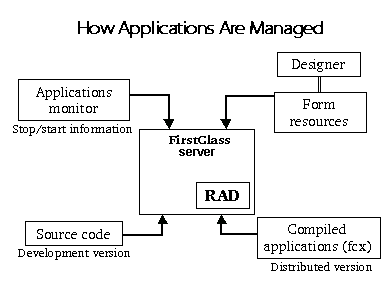 How Applications Are Managed
Designer
Applications
monitor
Form
resources
Stop/start information
FirstClass
server
RAD
Source code
Development version
Compiled
applications (fcx)
Distributed version